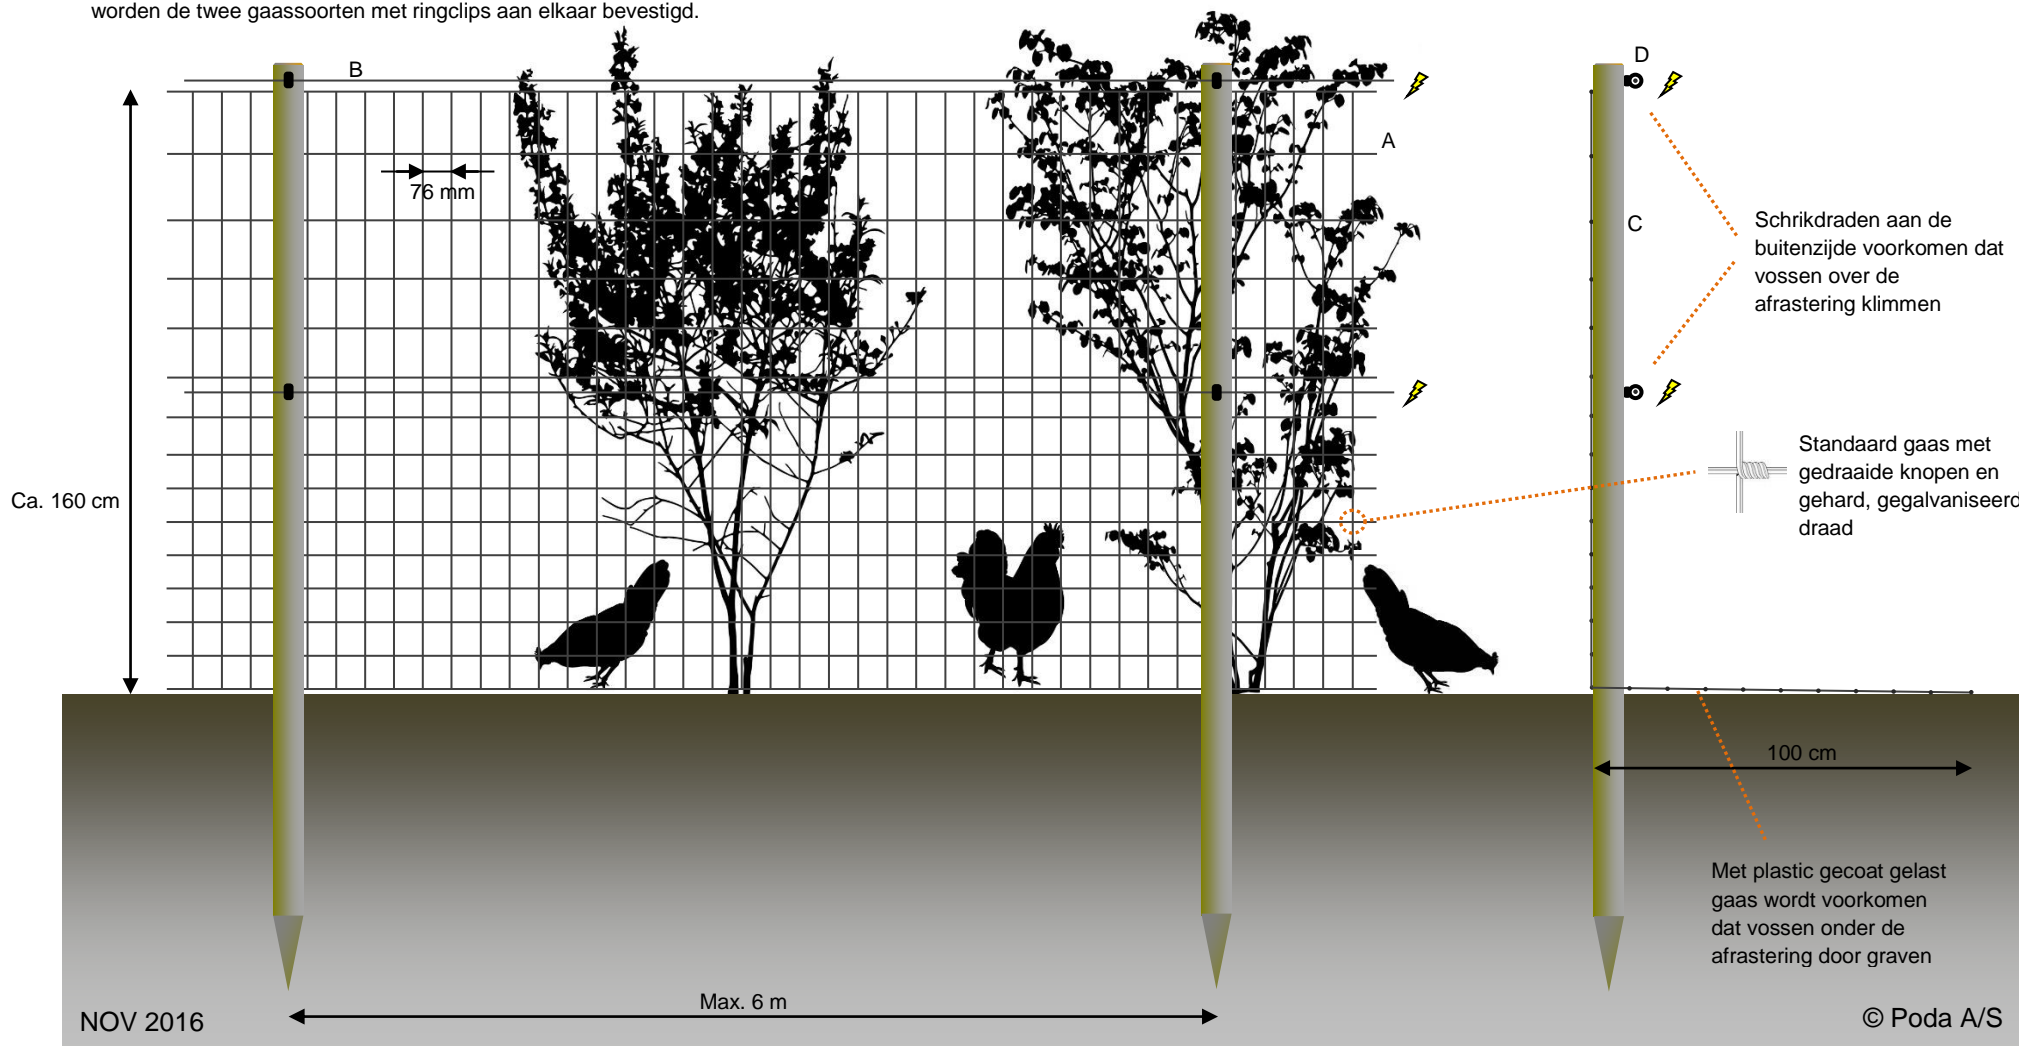 worden de twee gaassoorten met ringclips aan elkaar bevestigd.
B
D
A
76 mm
C
Schrikdraden aan de
buitenzijde voorkomen dat
vossen over de
afrastering klimmen
Ca. 160 cm
Standaard gaas met
gedraaide knopen en
gehard, gegalvaniseerd
draad
100 cm
Met plastic gecoat gelast
gaas wordt voorkomen
dat vossen onder de
afrastering door graven
Max. 6 m
NOV 2016
© Poda A/S